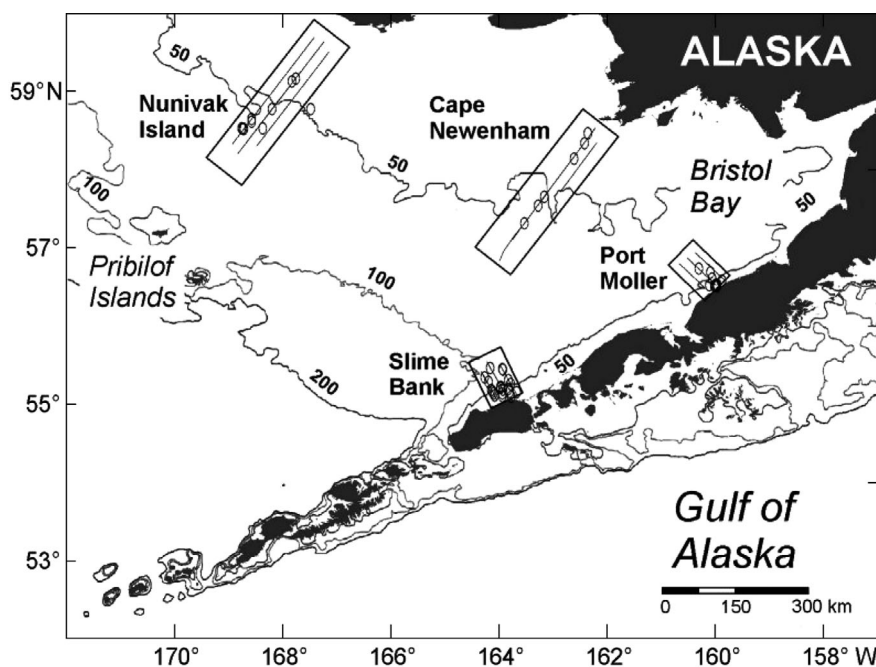 ALASKA
50
59°N
Nunivak
Island
Cape
Newenham
50
100
Bristol
Bay
50
57°
Port
Moller
Pribilof
Islands
100
200
Slime
Bank
50
55°
Gulf of
Alaska
53°
0 150 300 km
170° 168° 166° 164° 162° 160° 158° W